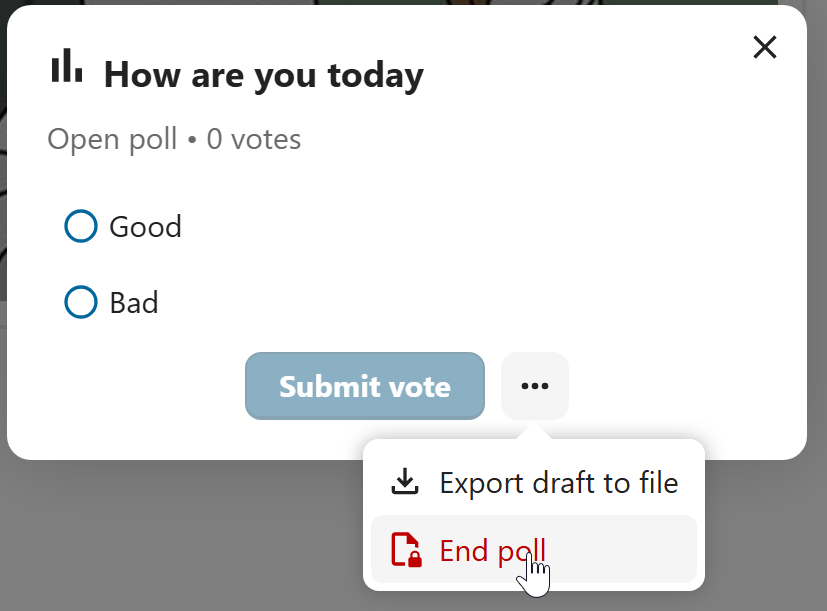 How are you today
Open poll • 0 votes
Good
Bad
Submit vote
Export draft to file
End poll